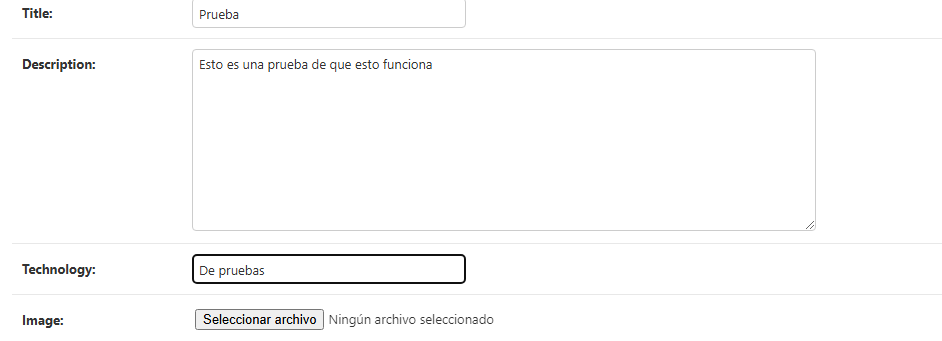 Title: Prueba
Description: Esto es una prueba de que esto funciona
Technology: De pruebas
Image: Seleccionar archivo Ningún archivo seleccionado